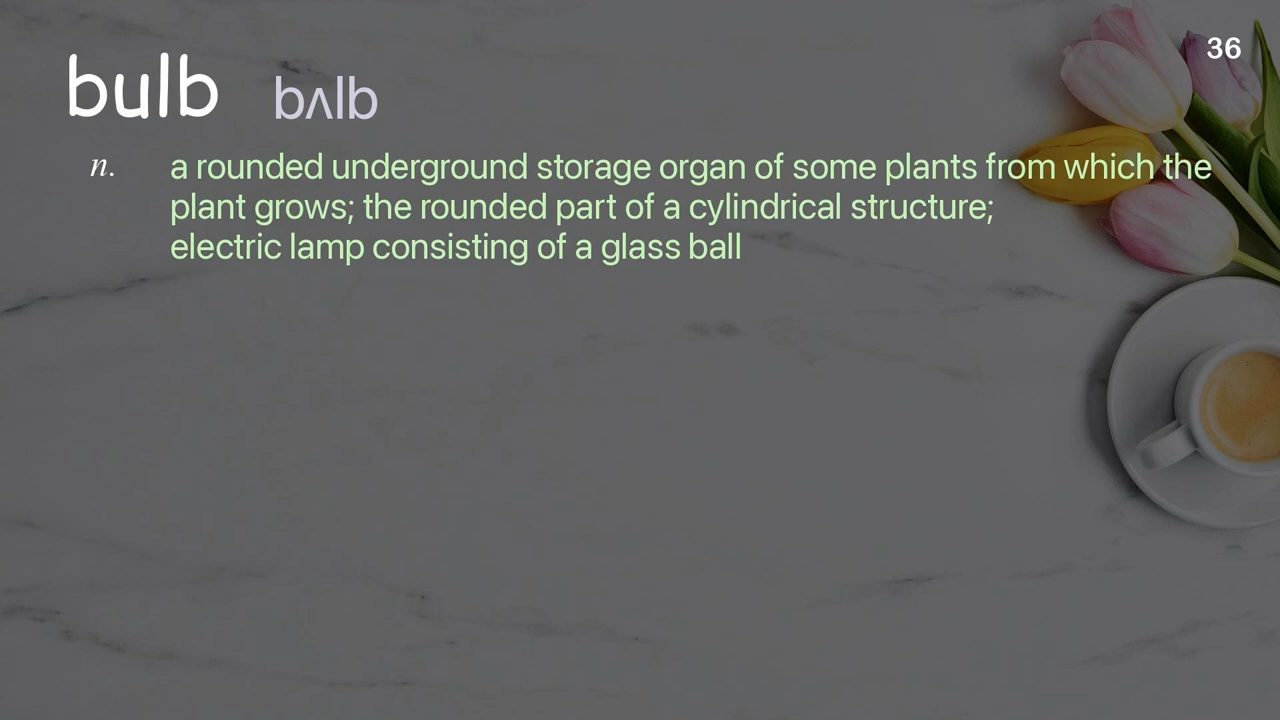 36
bulb bʌlb
n. a rounded underground storage organ of some plants from which the
plant grows; the rounded part of a cylindrical structure;
electric lamp consisting of a glass ball